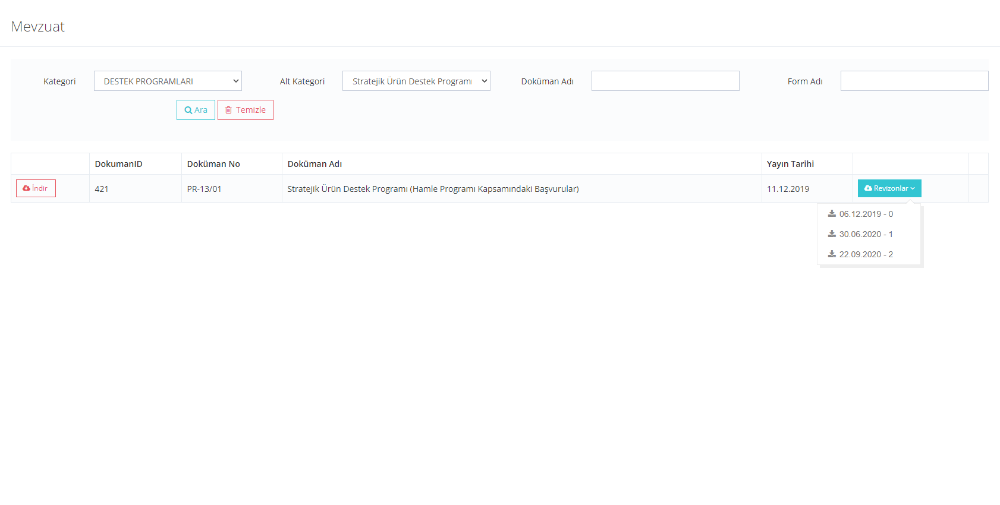 Mevzuat
Kategori DESTEK PROGRAMLARI Alt Kategori Stratejik Ürün Destek Programı Doküman Adı Form Adı
Ara Temizle
DokumanID Doküman No Doküman Adı Yayın Tarihi
İndir 421 PR-13/01 Stratejik Ürün Destek Programı (Hamle Programı Kapsamındaki Başvurular) 11.12.2019 Revizonlar
06.12.2019 - 0
30.06.2020 - 1
22.09.2020 - 2